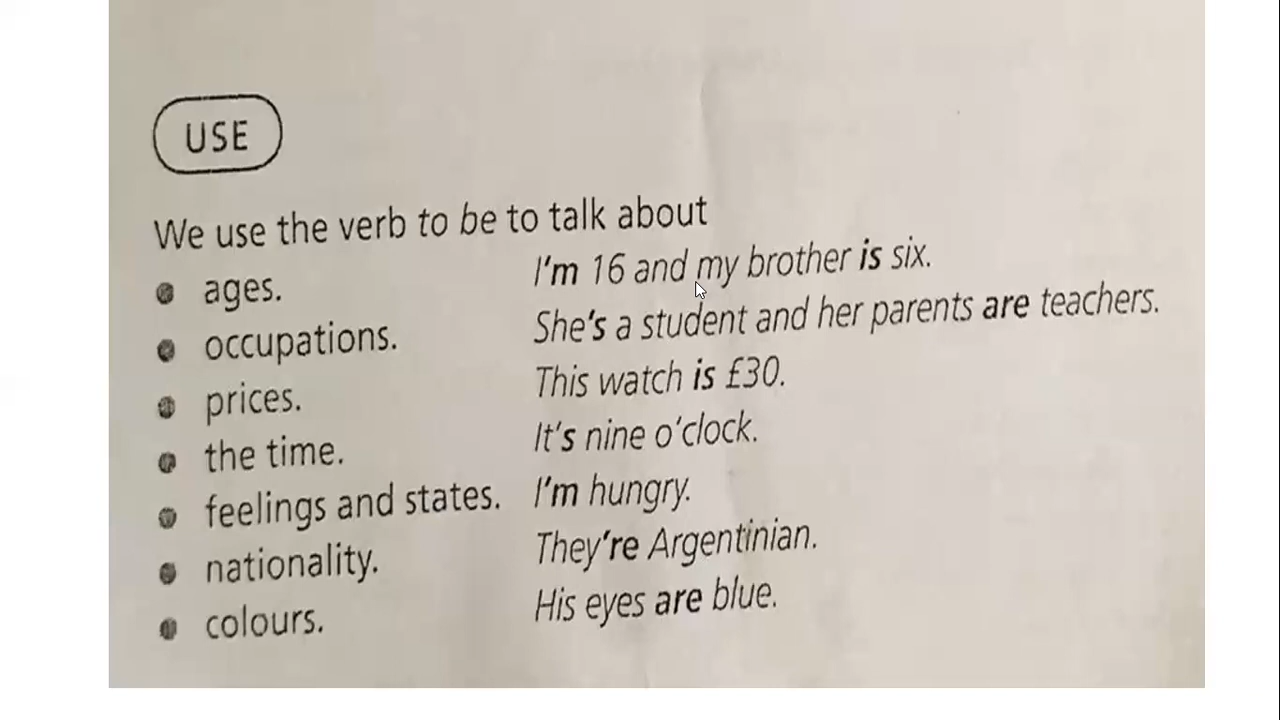 USE
We use the verb to be to talk about
ages. I'm 16 and my brother is six.
occupations. She's a student and her parents are teachers.
prices. This watch is £30.
the time. It's nine o'clock.
feelings and states. I'm hungry.
nationality. They're Argentinian.
colours. His eyes are blue.